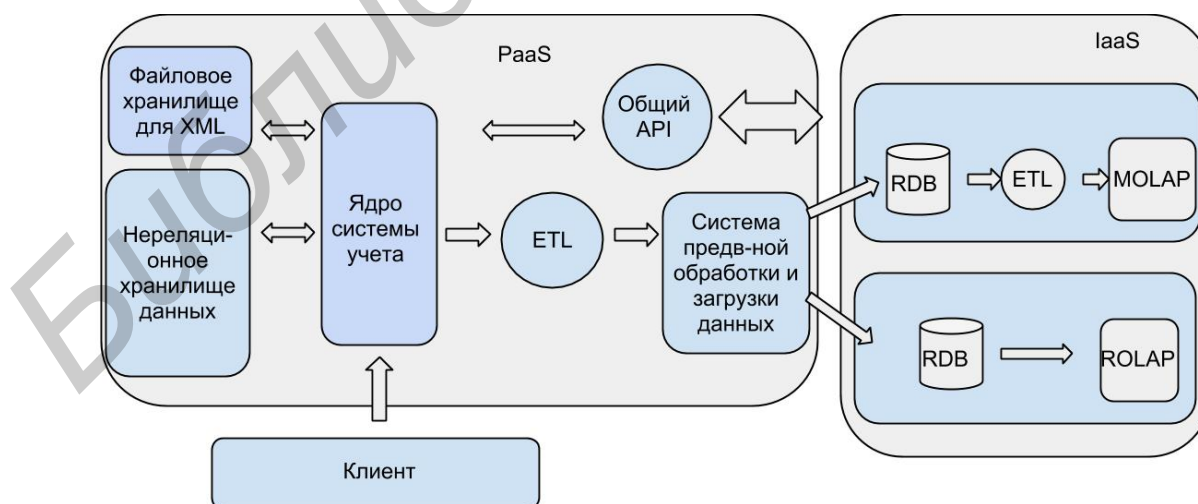 PaaS
IaaS
Файловое
хранилище
для XML
Нереляци-
онное
хранилище
данных
Ядро
системы
учета
Общий
API
ETL
Система
предв-ной
обработки и
загрузки
данных
RDB
ETL
MOLAP
RDB
ROLAP
Клиент